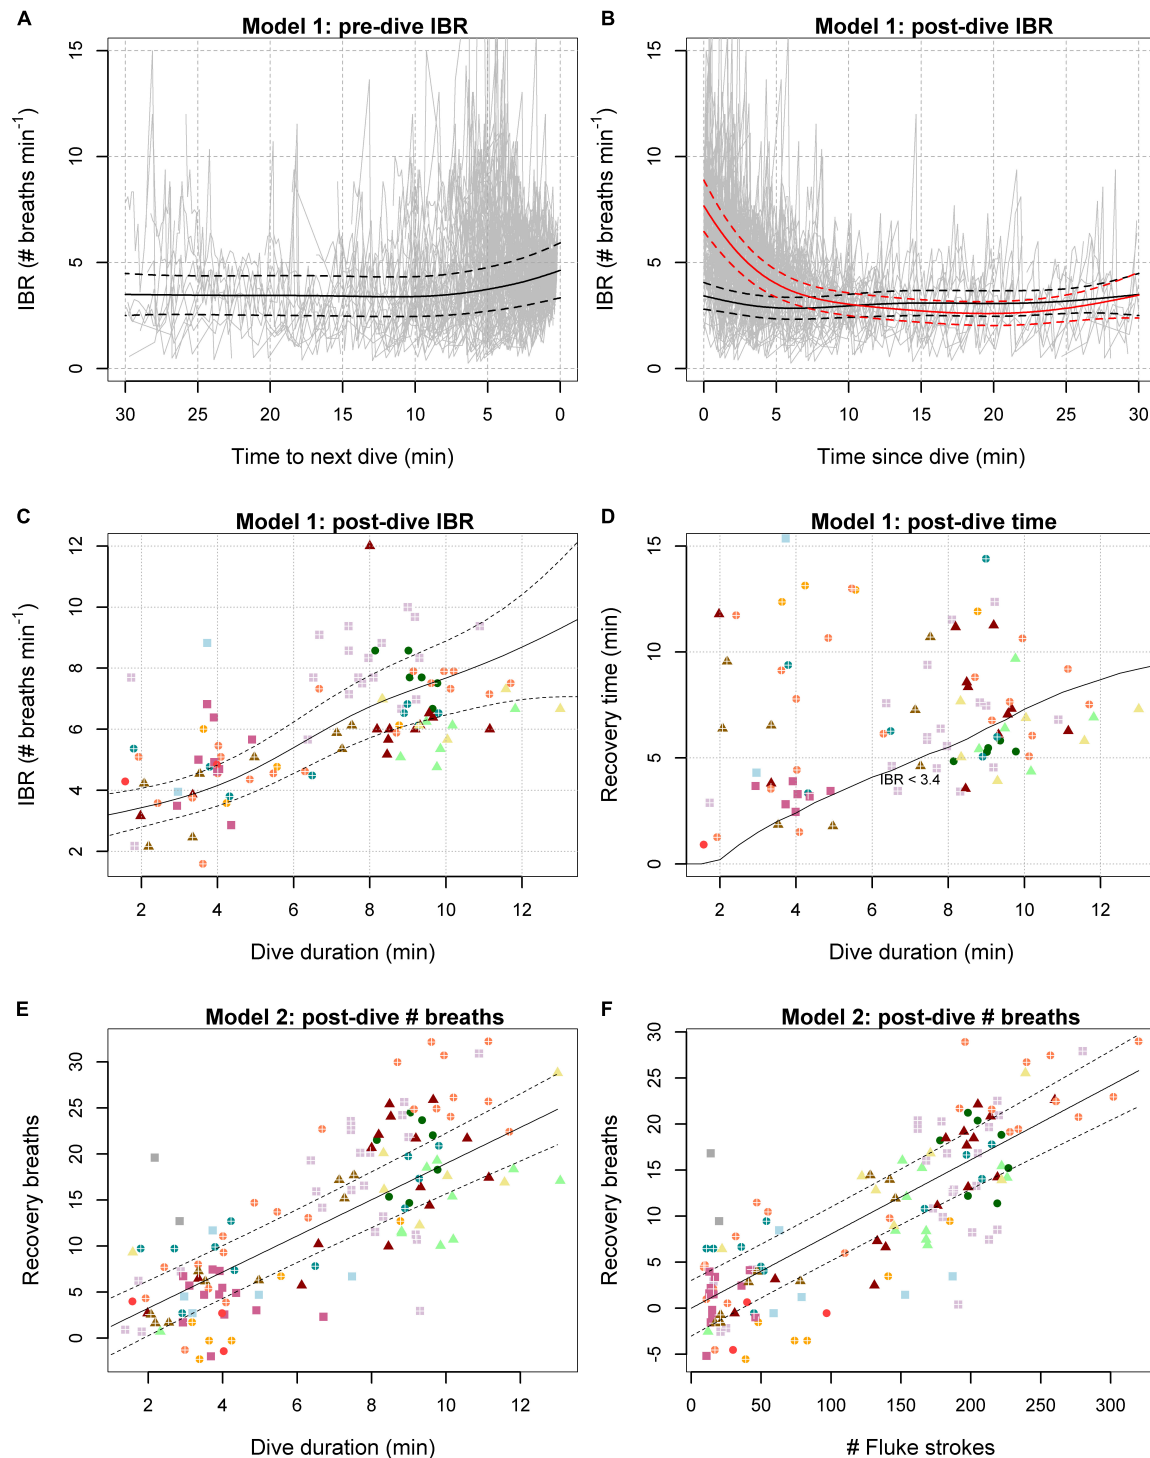 A
Model 1: pre-dive IBR
IBR (# breaths min-1)
15
10
5
0
30 25 20 15 10 5 0
Time to next dive (min)
B
Model 1: post-dive IBR
IBR (# breaths min-1)
15
10
5
0
0 5 10 15 20 25 30
Time since dive (min)
C
Model 1: post-dive IBR
IBR (# breaths min-1)
12
10
8
6
4
2
2 4 6 8 10 12
Dive duration (min)
D
Model 1: post-dive time
Recovery time (min)
15
10
5
0
IBR < 3.4
2 4 6 8 10 12
Dive duration (min)
E
Model 2: post-dive # breaths
Recovery breaths
30
25
20
15
10
5
0
2 4 6 8 10 12
Dive duration (min)
F
Model 2: post-dive # breaths
Recovery breaths
30
25
20
15
10
5
0
-5
0 50 100 150 200 250 300
# Fluke strokes